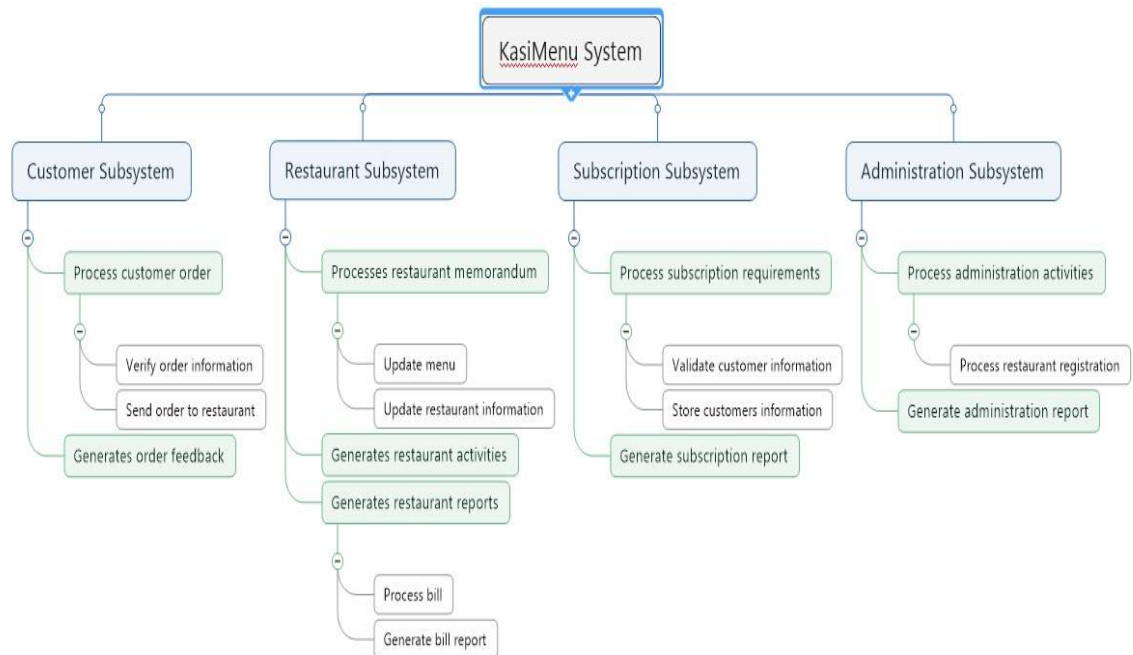 KasiMenu System
Customer Subsystem
Process customer order
Verify order information
Send order to restaurant
Generates order feedback
Restaurant Subsystem
Processes restaurant memorandum
Update menu
Update restaurant information
Generates restaurant activities
Generates restaurant reports
Process bill
Generate bill report
Subscription Subsystem
Process subscription requirements
Validate customer information
Store customers information
Generate subscription report
Administration Subsystem
Process administration activities
Process restaurant registration
Generate administration report